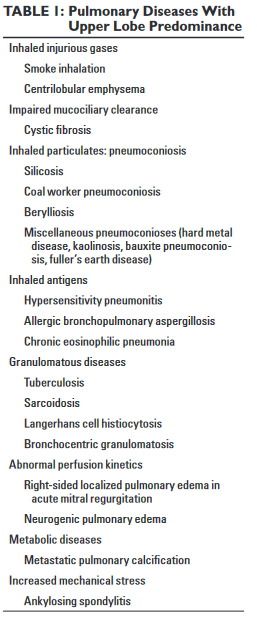 TABLE 1: Pulmonary Diseases With
Upper Lobe Predominance
Inhaled injurious gases
Smoke inhalation
Centrilobular emphysema
Impaired mucociliary clearance
Cystic fibrosis
Inhaled particulates: pneumoconiosis
Silicosis
Coal worker pneumoconiosis
Berylliosis
Miscellaneous pneumoconioses (hard metal
disease, kaolinosis, bauxite pneumoconio-
sis, fuller's earth disease)
Inhaled antigens
Hypersensitivity pneumonitis
Allergic bronchopulmonary aspergillosis
Chronic eosinophilic pneumonia
Granulomatous diseases
Tuberculosis
Sarcoidosis
Langerhans cell histiocytosis
Bronchocentric granulomatosis
Abnormal perfusion kinetics
Right-sided localized pulmonary edema in
acute mitral regurgitation
Neurogenic pulmonary edema
Metabolic diseases
Metastatic pulmonary calcification
Increased mechanical stress
Ankylosing spondylitis